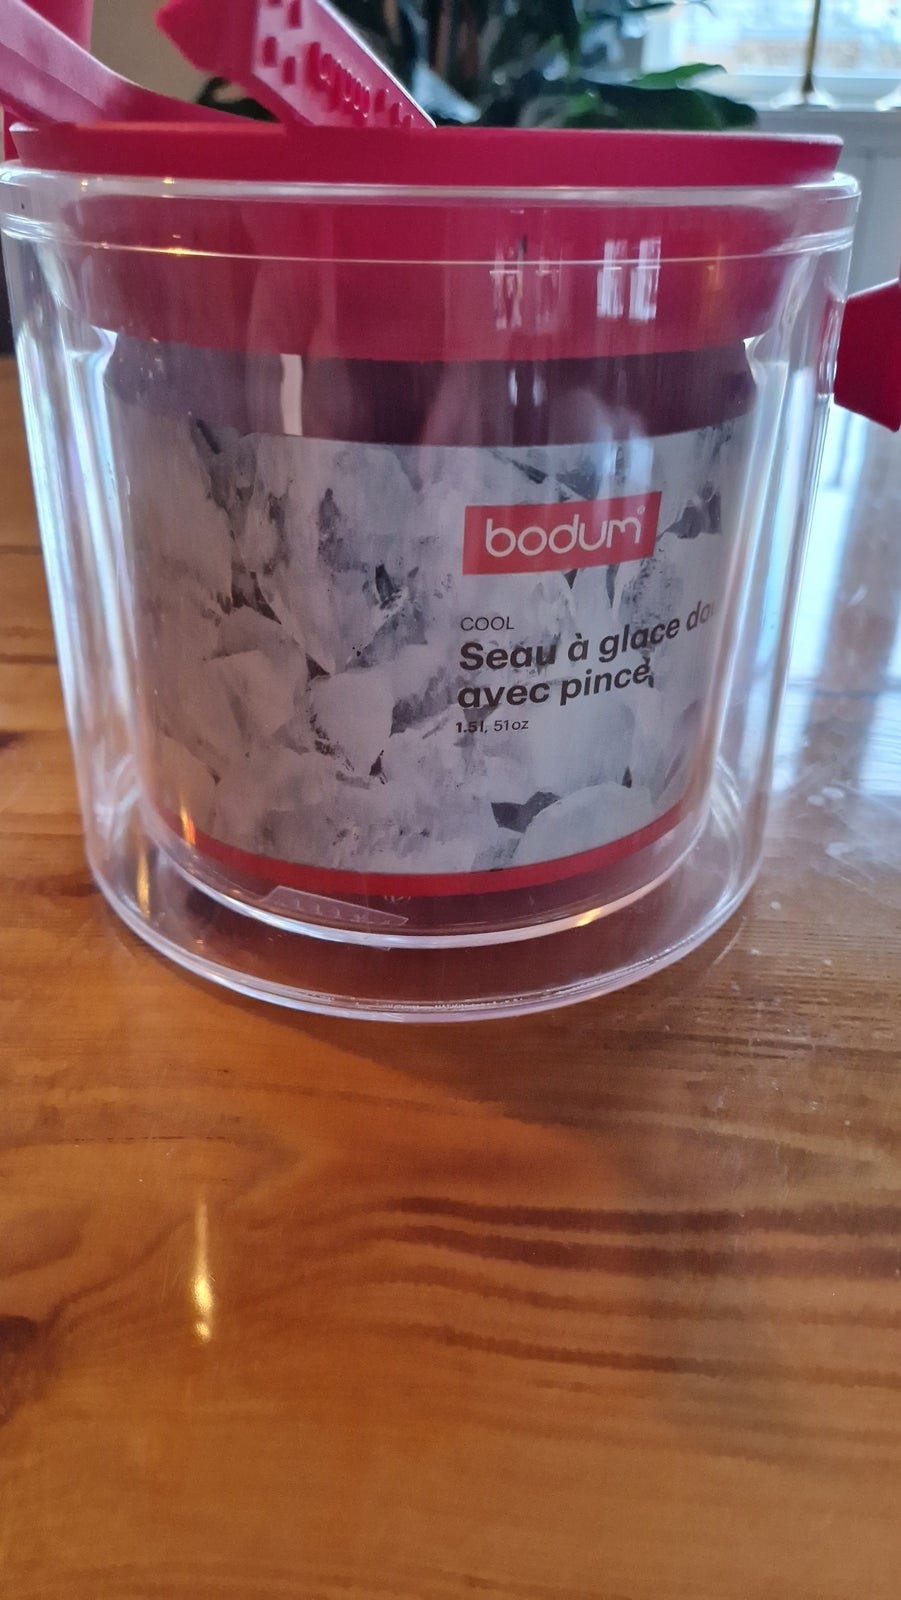 bodum®
COOL
Seau à glace
avec pince,
1.5l, 51oz